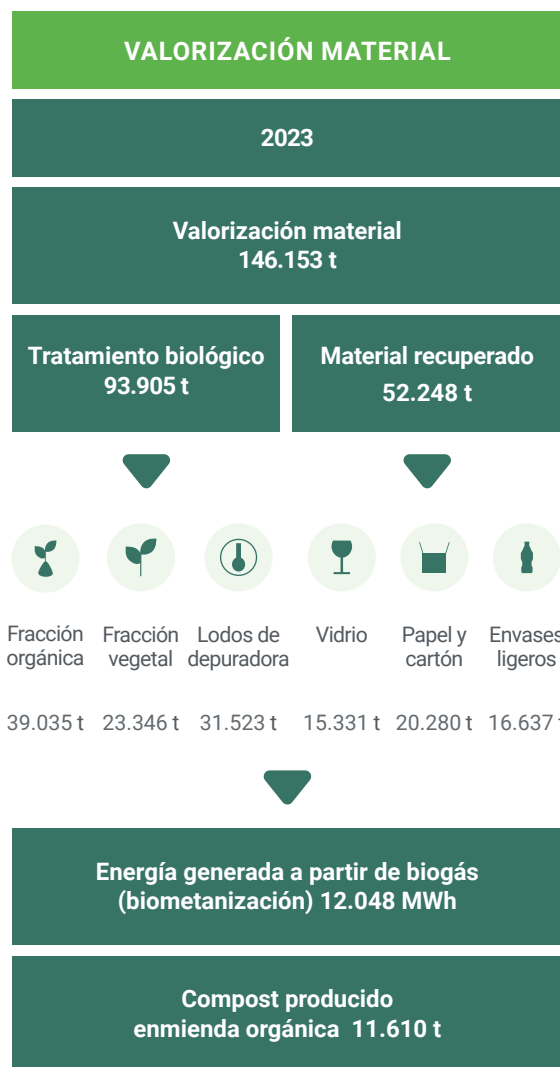 VALORIZACIÓN MATERIAL
2023
Valorización material
146.153 t
Tratamiento biológico
93.905 t
Material recuperado
52.248 t
Fracción
orgánica
Fracción
vegetal
Lodos de
depuradora
Vidrio
Papel y
cartón
Envases
ligeros
39.035 t 23.346 t 31.523 t 15.331 t 20.280 t 16.637 t
Energía generada a partir de biogás
(biometanización) 12.048 MWh
Compost producido
enmienda orgánica 11.610 t